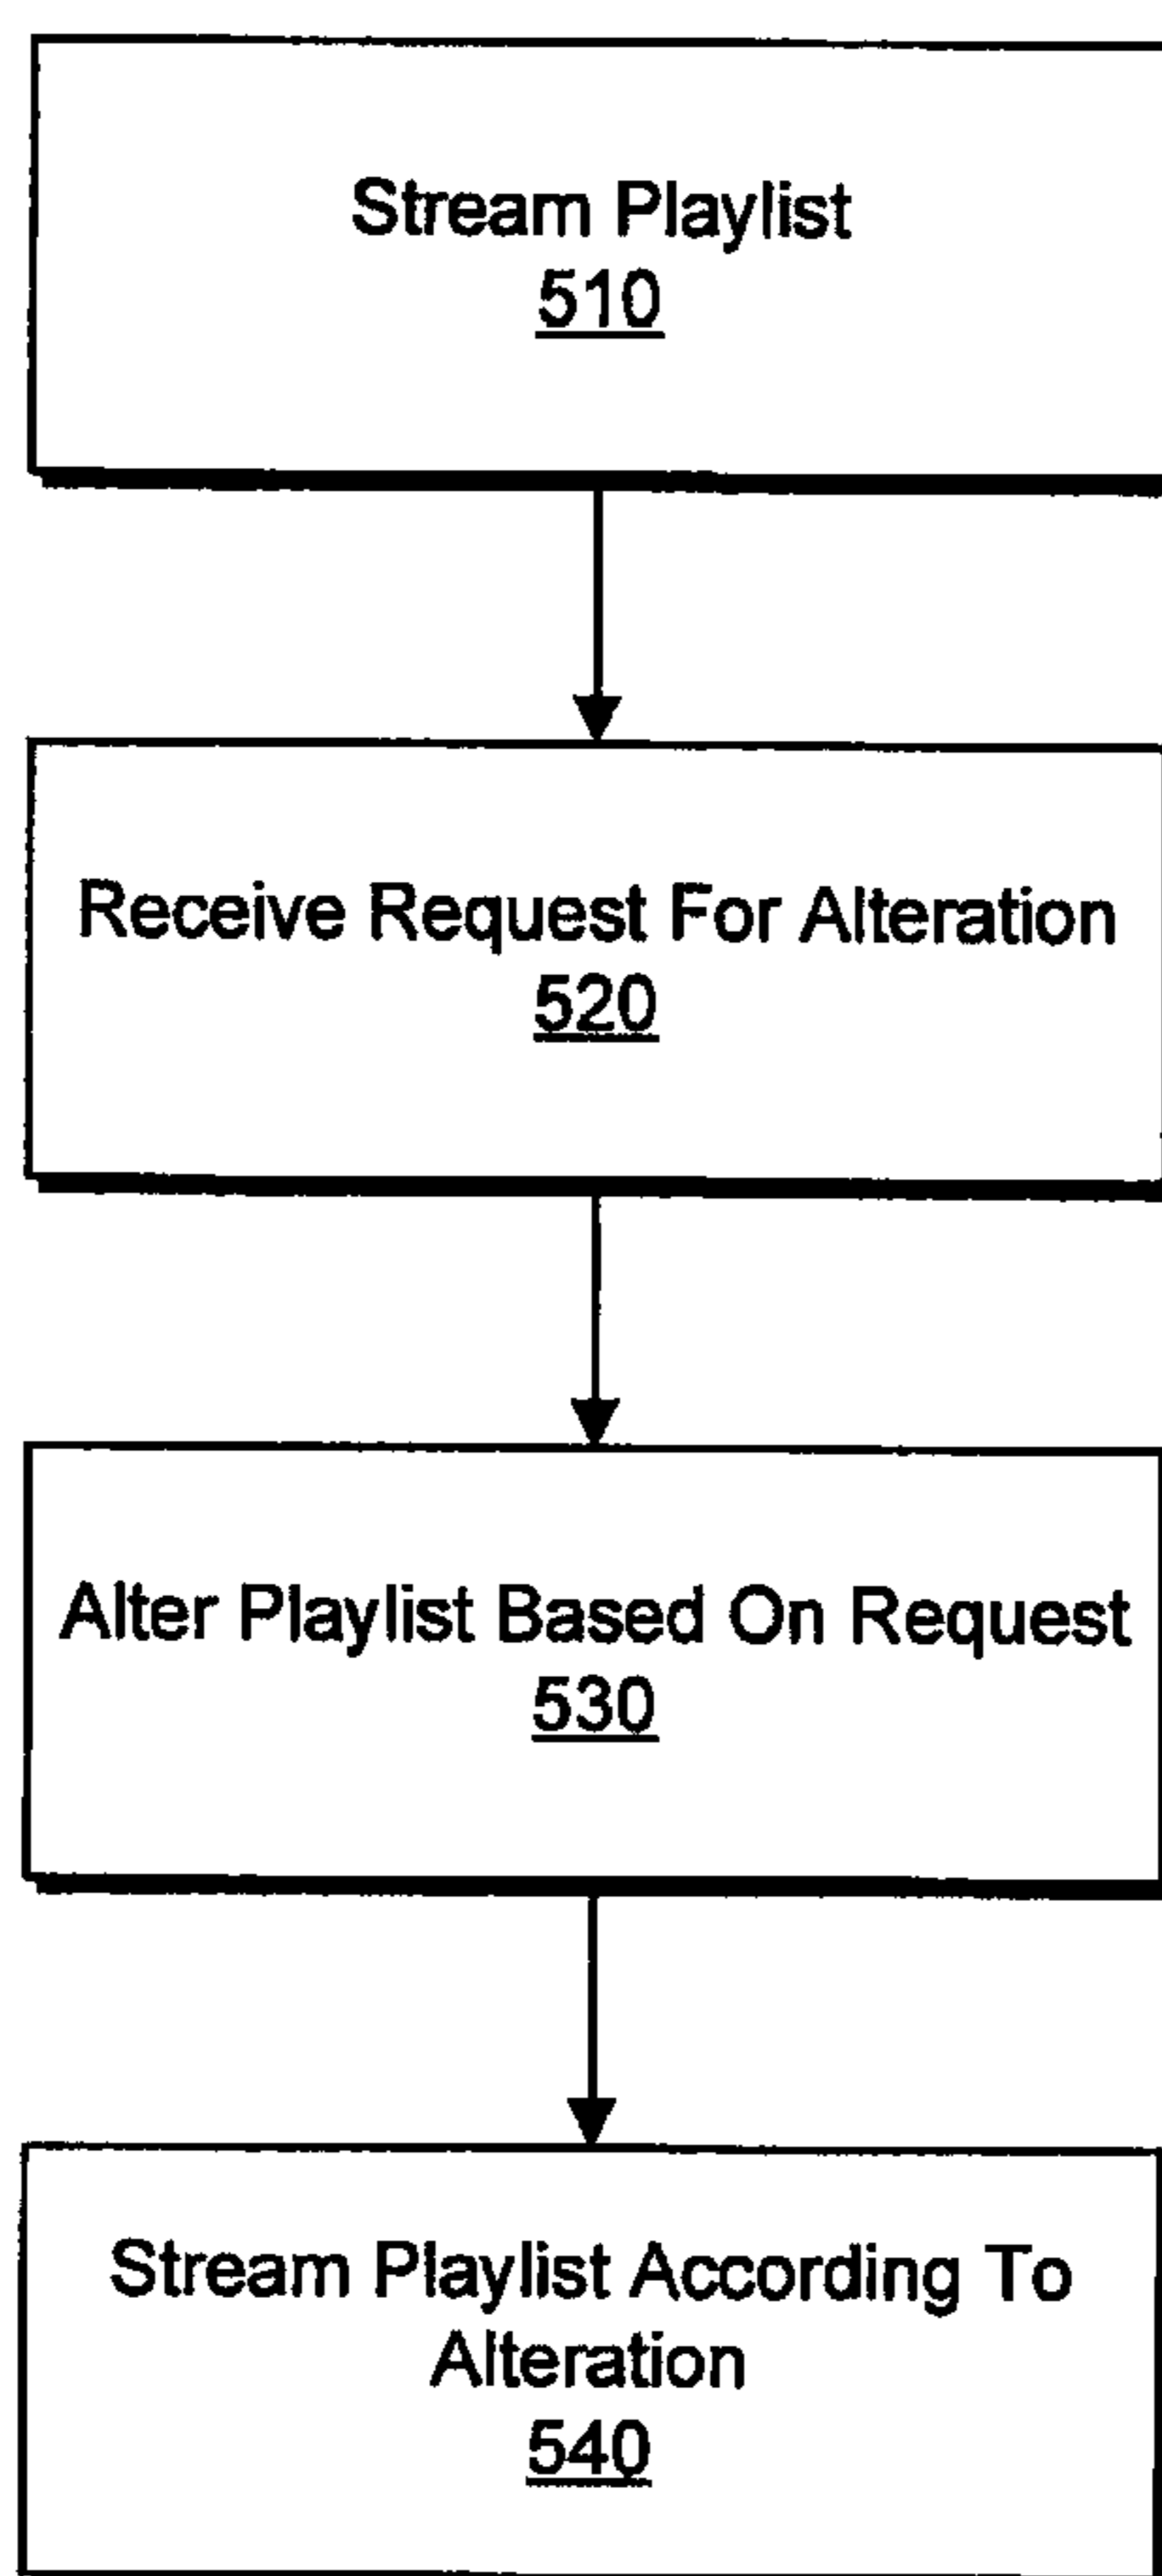 Stream Playlist
510
Receive Request For Alteration
520
Alter Playlist Based On Request
530
Stream Playlist According To
Alteration
540